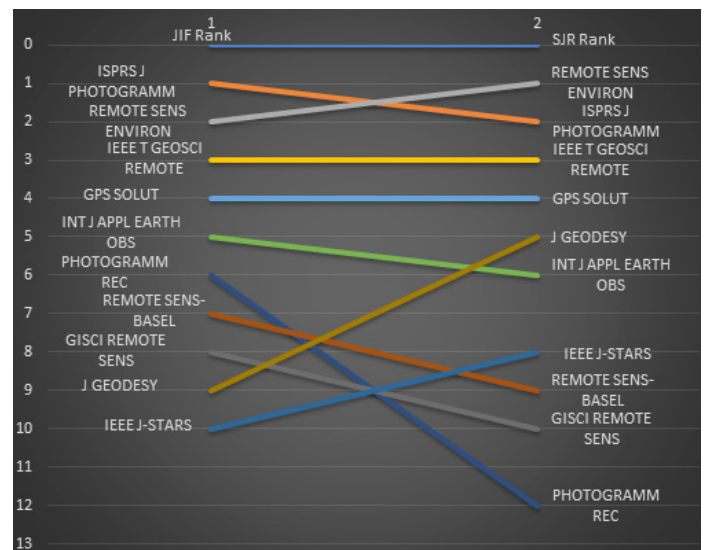 1
2
JIF Rank
SJR Rank
0
1
2
3
4
5
6
7
8
9
10
11
12
13
ISPRS J
PHOTOGRAMM
REMOTE SENS
ENVIRON
IEEE T GEOSCI
REMOTE
GPS SOLUT
INT J APPL EARTH
OBS
PHOTOGRAMM
REC
REMOTE SENS-
BASEL
GISCI REMOTE
SENS
J GEODESY
IEEE J-STARS
REMOTE SENS
ENVIRON
ISPRS J
PHOTOGRAMM
IEEE T GEOSCI
REMOTE
GPS SOLUT
J GEODESY
INT J APPL EARTH
OBS
IEEE J-STARS
REMOTE SENS-
BASEL
GISCI REMOTE
SENS
PHOTOGRAMM
REC